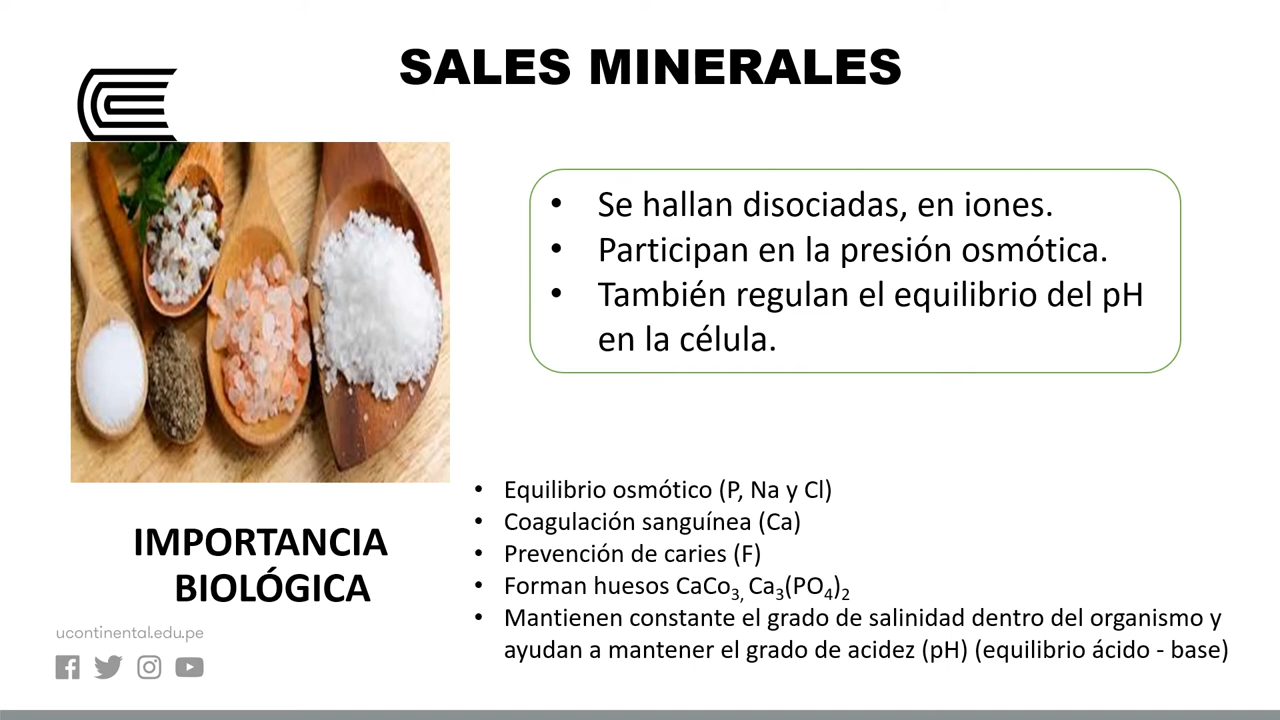 SALES MINERALES
• Se hallan disociadas, en iones.
• Participan en la presión osmótica.
• También regulan el equilibrio del pH
en la célula.
IMPORTANCIA
BIOLÓGICA
• Equilibrio osmótico (P, Na y Cl)
• Coagulación sanguínea (Ca)
• Prevención de caries (F)
• Forman huesos CaCo₃, Ca₃(PO₄)₂
• Mantienen constante el grado de salinidad dentro del organismo y
ayudan a mantener el grado de acidez (pH) (equilibrio ácido - base)
ucontinental.edu.pe